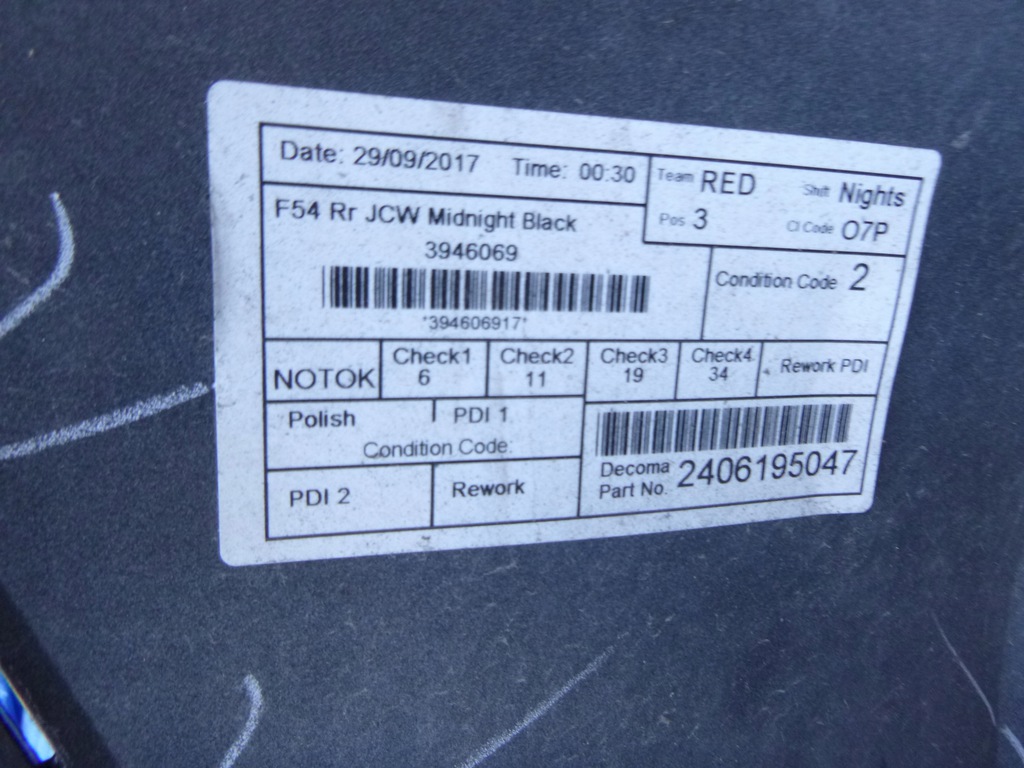 Date: 29/09/2017 Time: 00:30
Team RED Shift Nights
Pos 3 CI Code O7P
F54 Rr JCW Midnight Black
3946069
*394606917*
Condition Code 2
NOTOK
Check1 6
Check2 11
Check3 19
Check4 34
Rework PDI
Polish PDI 1
Condition Code:
PDI 2
Rework
Decoma Part No. 2406195047